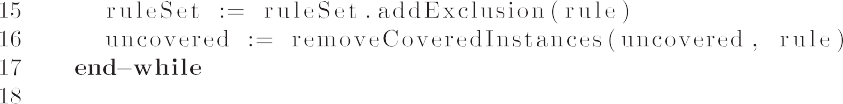 15 ruleSet := ruleSet.addExclusion(rule)
16 uncovered := removeCoveredInstances(uncovered, rule)
17 end-while
18